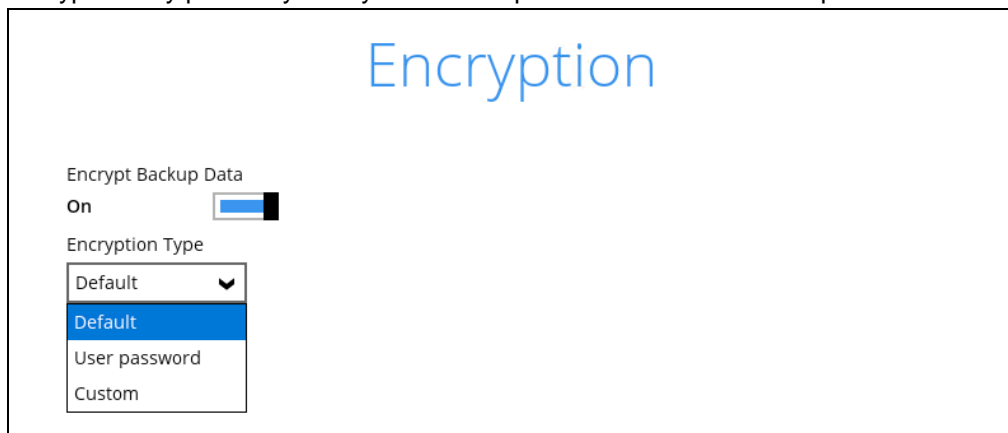 Encryption
Encrypt Backup Data
On
Encryption Type
Default
Default
User password
Custom